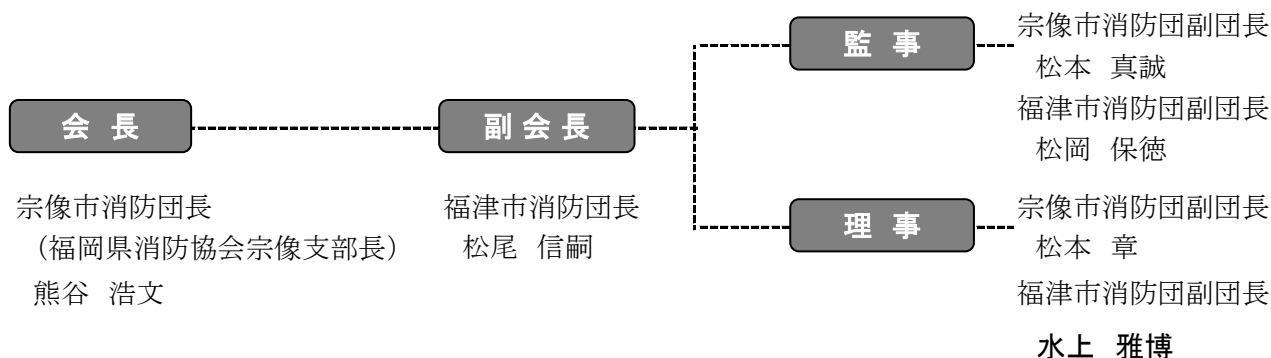 会 長
宗像市消防団長
（福岡県消防協会宗像支部長）
熊谷 浩文
副 会 長
福津市消防団長
松尾 信嗣
監 事
宗像市消防団副団長
松本 真誠
福津市消防団副団長
松岡 保徳
理 事
宗像市消防団副団長
松本 章
福津市消防団副団長
水上 雅博